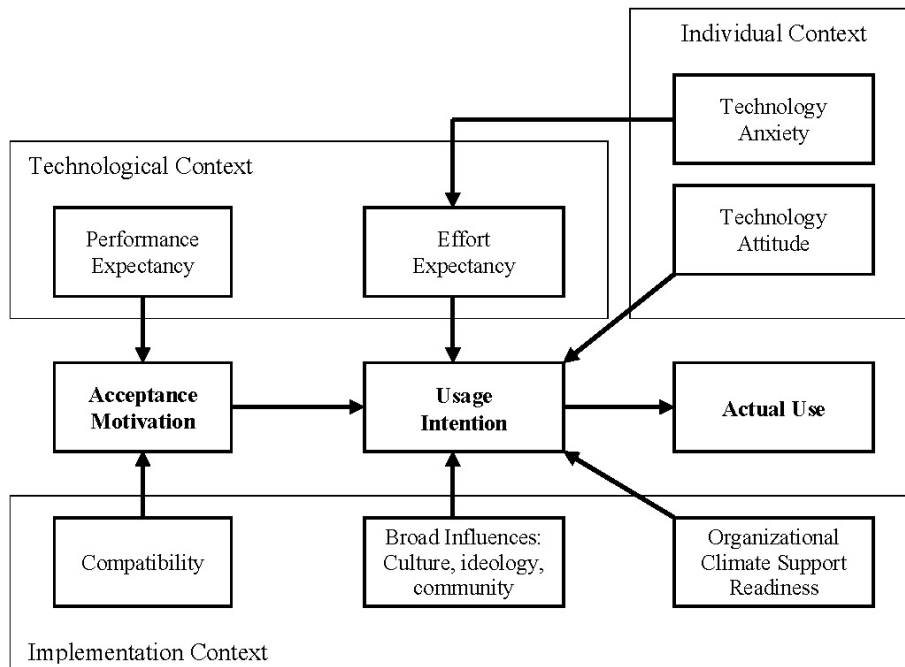 Individual Context
Technology
Anxiety
Technological Context
Performance
Expectancy
Effort
Expectancy
Technology
Attitude
Acceptance
Motivation
Usage
Intention
Actual Use
Compatibility
Broad Influences:
Culture, ideology,
community
Organizational
Climate Support
Readiness
Implementation Context